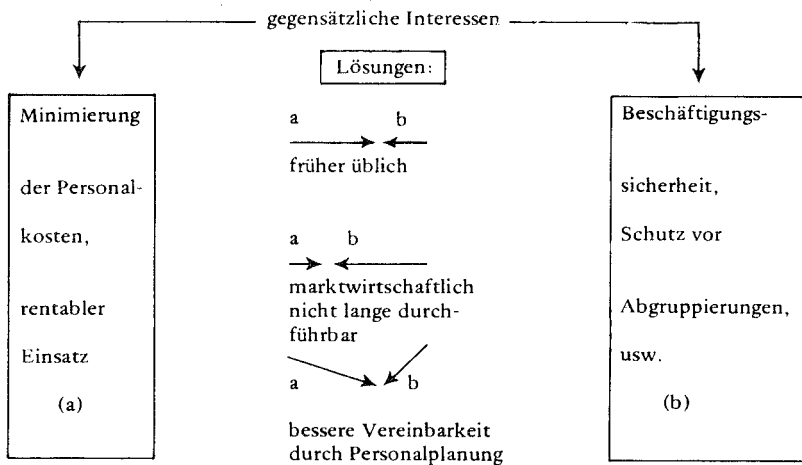 gegensätzliche Interessen
Lösungen:
Minimierung
der Personal-
kosten,
rentabler
Einsatz
(a)
a b
früher üblich
a b
marktwirtschaftlich
nicht lange durch-
führbar
a b
bessere Vereinbarkeit
durch Personalplanung
Beschäftigungs-
sicherheit,
Schutz vor
Abgruppierungen,
usw.
(b)